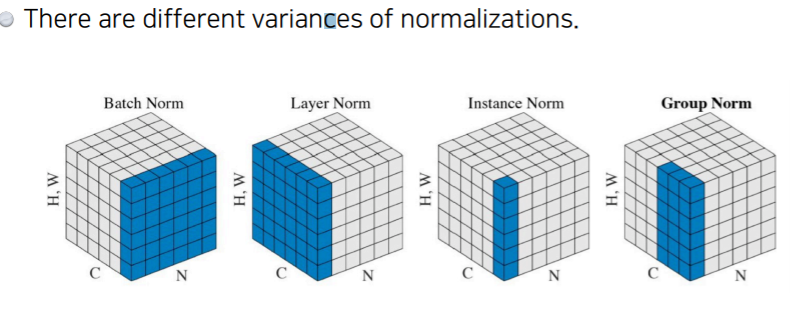 There are different variances of normalizations.
Batch Norm
Layer Norm
Instance Norm
Group Norm
H, W
C
N
H, W
C
N
H, W
C
N
H, W
C
N